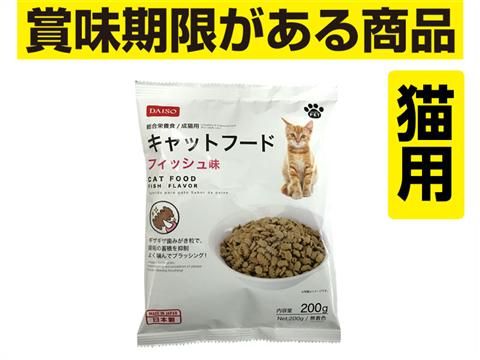 賞味期限がある商品
猫用
DAISO
PET
総合栄養食/成猫用
キャットフード
フィッシュ味
CAT FOOD
FISH FLAVOR
ギザギザ歯みがき粒で、
歯垢の蓄積を抑制
よく噛んでブラッシング!
MADE IN JAPAN
日本製
内容量 200g
Net.200g / 無着色